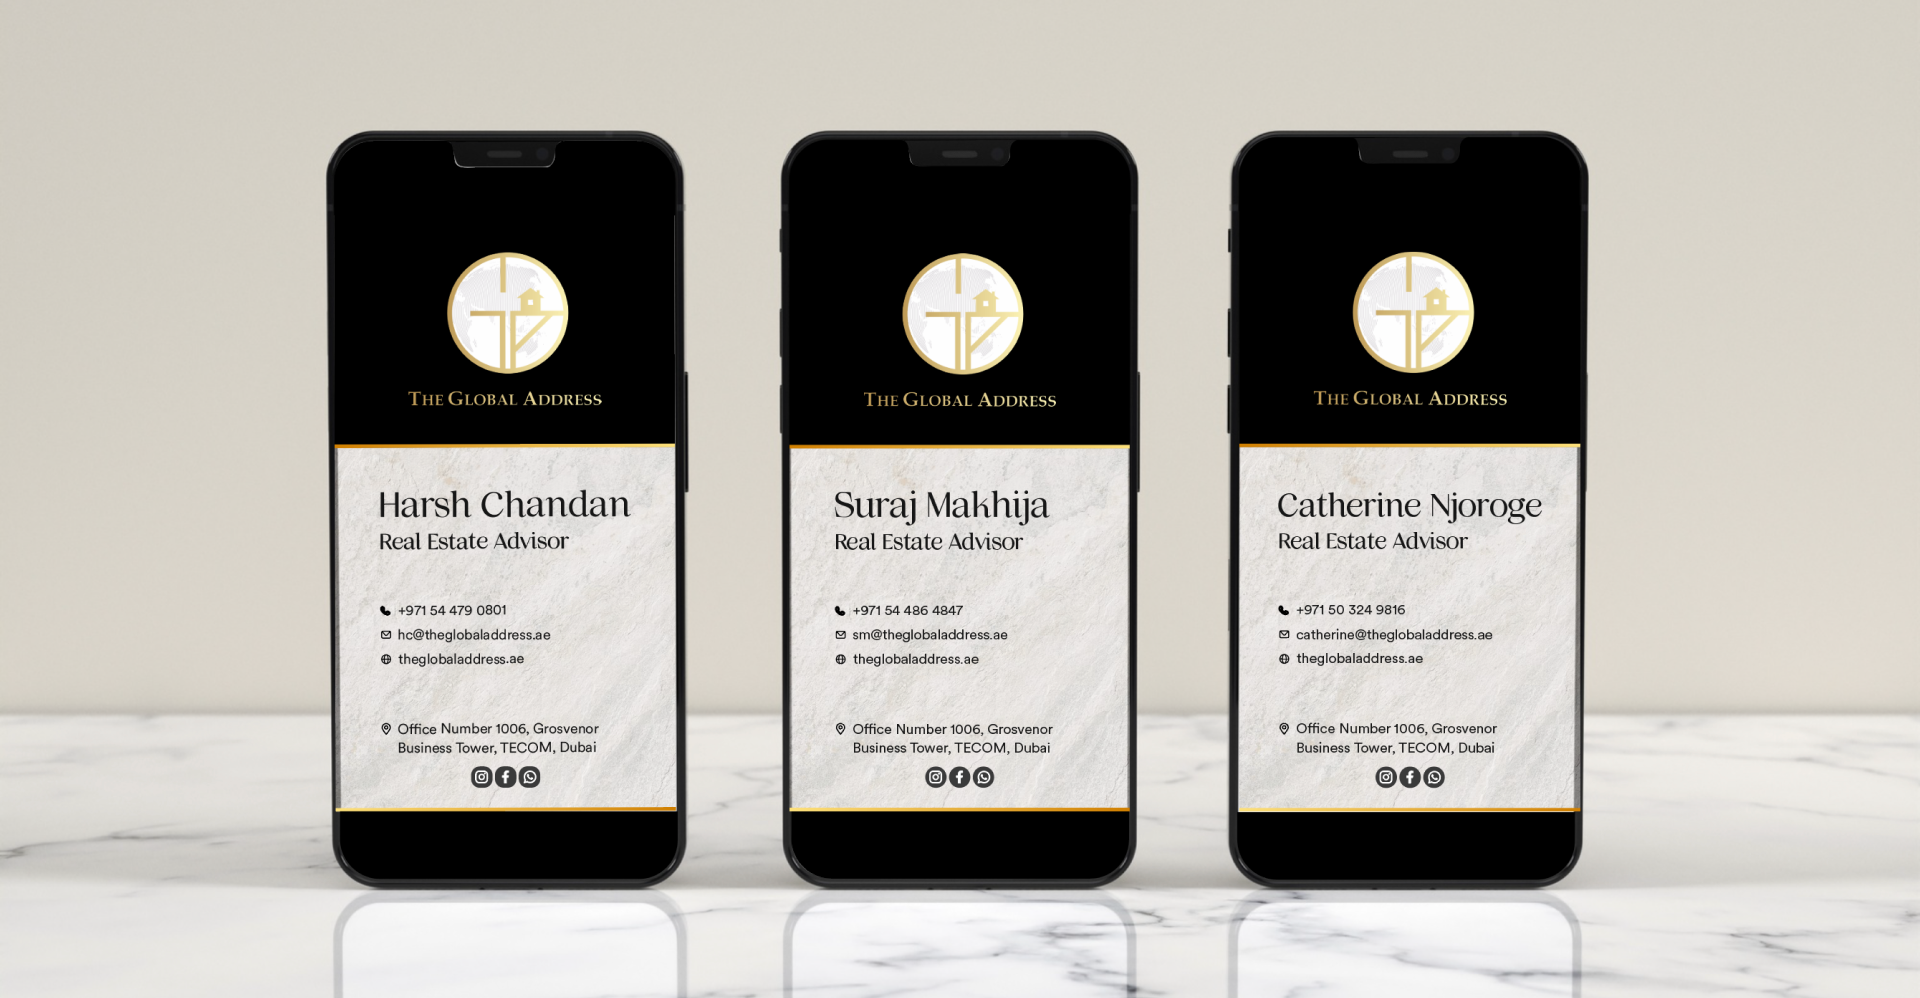 THE GLOBAL ADDRESS
Harsh Chandan
Real Estate Advisor
+971 54 479 0801
hc@theglobaladdress.ae
theglobaladdress.ae
Office Number 1006, Grosvenor
Business Tower, TECOM, Dubai
THE GLOBAL ADDRESS
Suraj Makhija
Real Estate Advisor
+971 54 486 4847
sm@theglobaladdress.ae
theglobaladdress.ae
Office Number 1006, Grosvenor
Business Tower, TECOM, Dubai
THE GLOBAL ADDRESS
Catherine Njoroge
Real Estate Advisor
+971 50 324 9816
catherine@theglobaladdress.ae
theglobaladdress.ae
Office Number 1006, Grosvenor
Business Tower, TECOM, Dubai